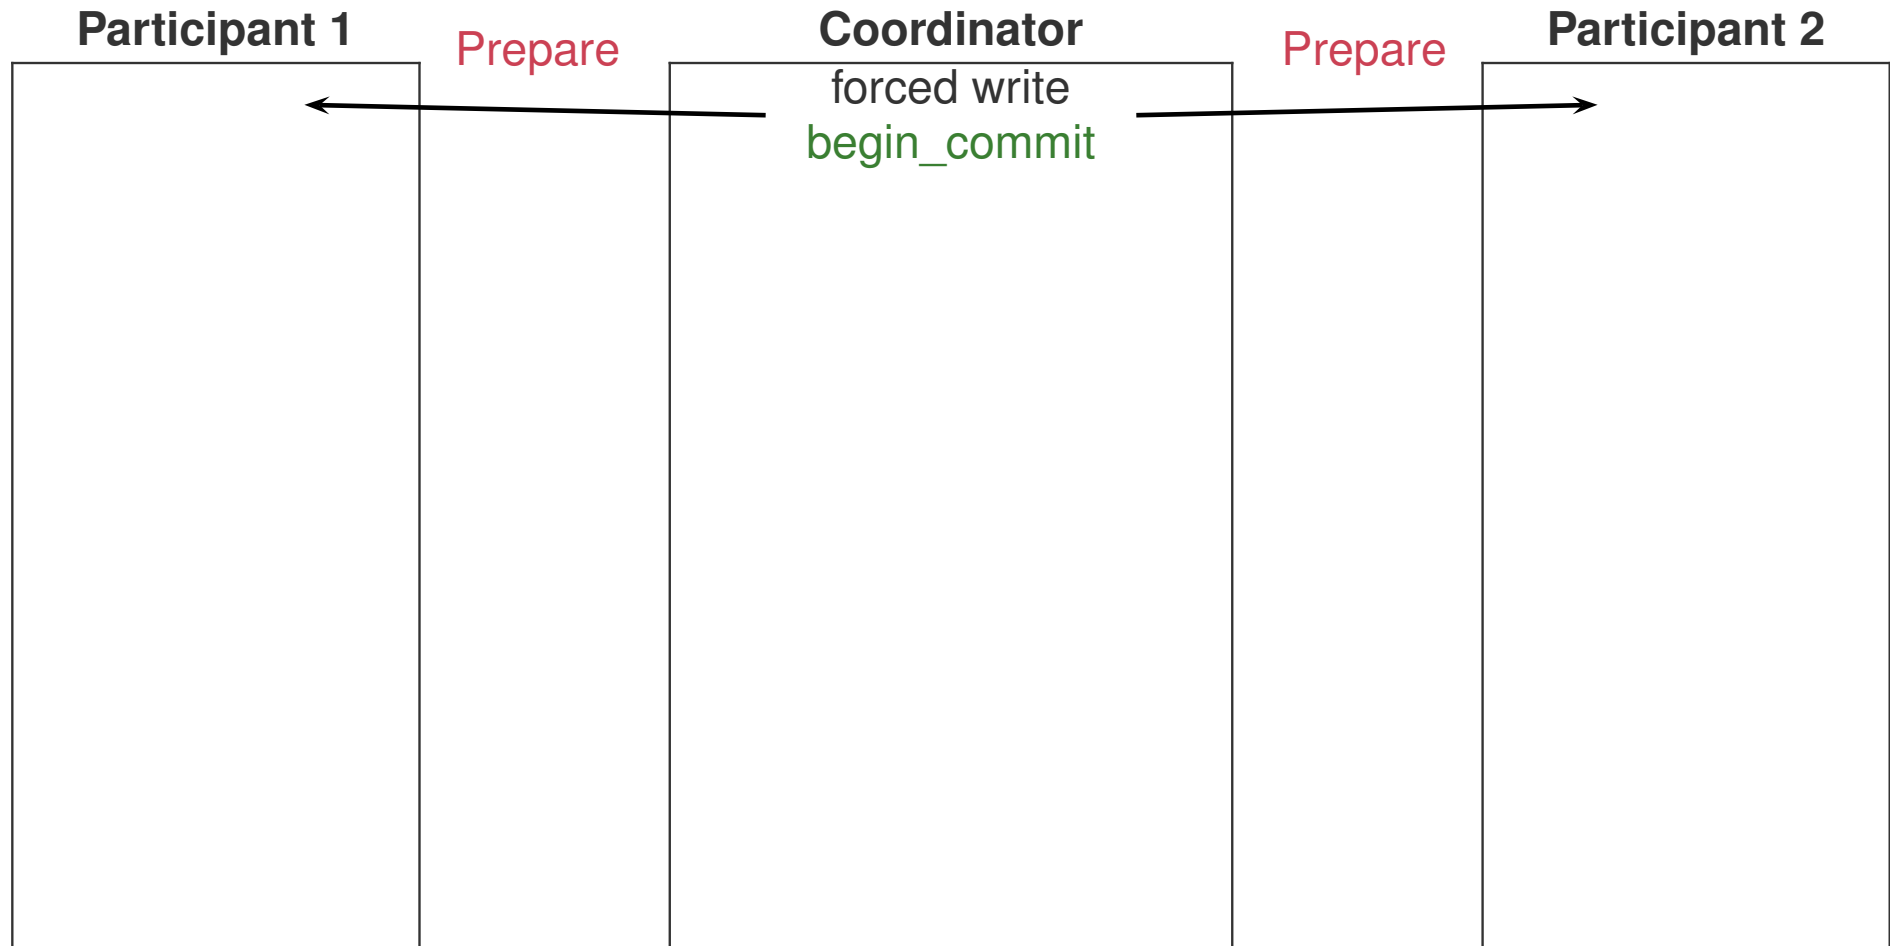 Participant 1
Prepare
Coordinator
Prepare
Participant 2
forced write
begin_commit